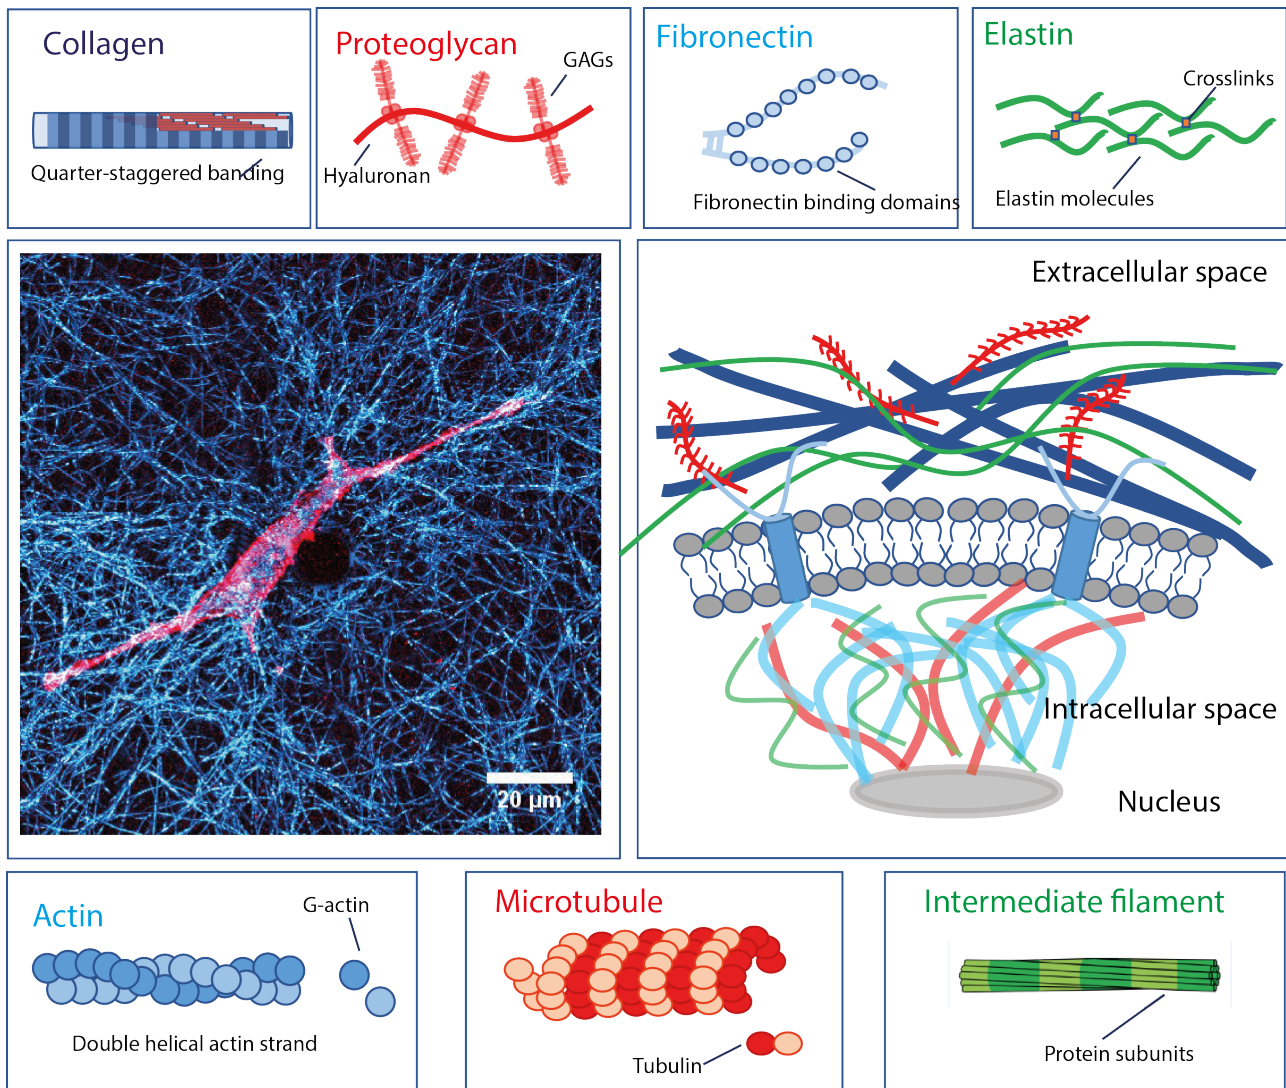 Collagen
Quarter-staggered banding
Proteoglycan
GAGs
Hyaluronan
Fibronectin
Fibronectin binding domains
Elastin
Crosslinks
Elastin molecules
20 µm
Extracellular space
Intracellular space
Nucleus
Actin
G-actin
Double helical actin strand
Microtubule
Tubulin
Intermediate filament
Protein subunits